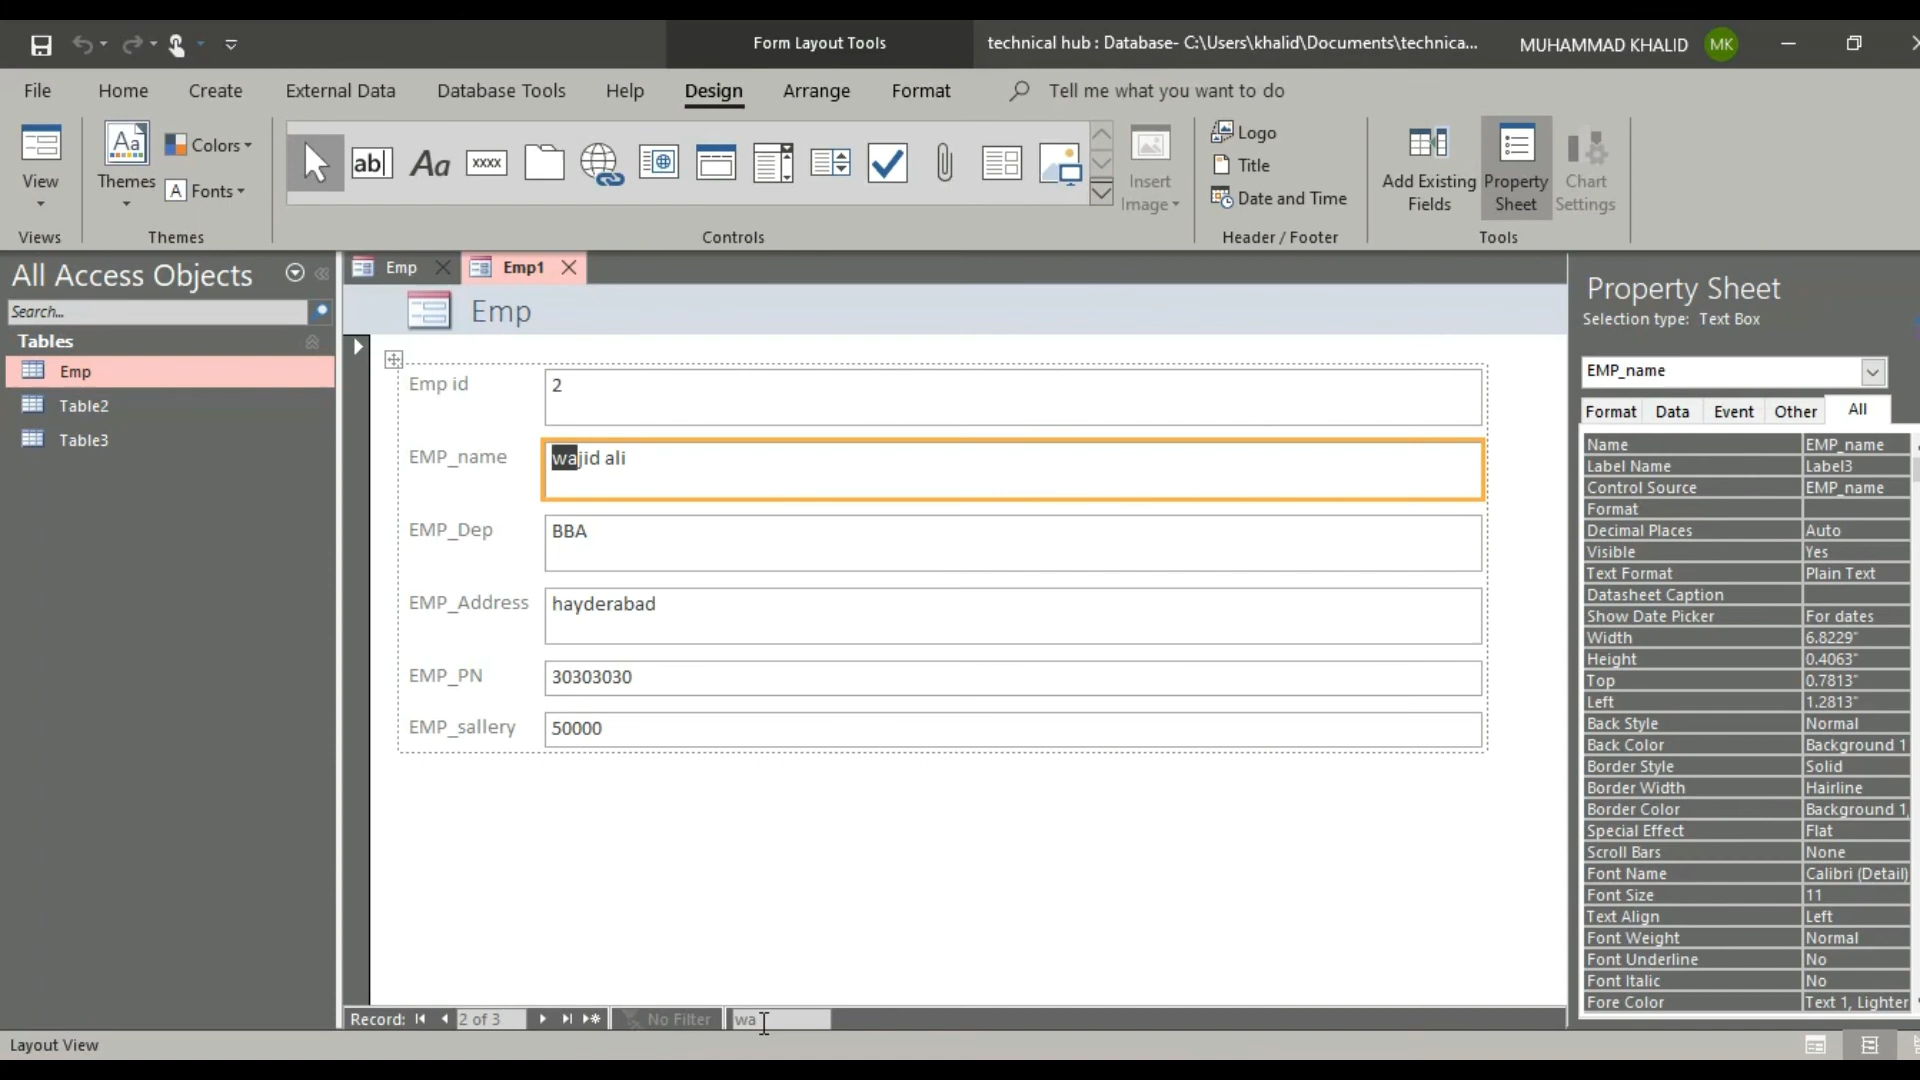 Form Layout Tools
technical hub : Database- C:\Users\khalid\Documents\technica...
MUHAMMAD KHALID
MK
File
Home
Create
External Data
Database Tools
Help
Design
Arrange
Format
Tell me what you want to do
View
Views
Aa
Themes
Colors
A Fonts
Themes
ab|
Aa
xxxx
Controls
Insert
Image
Logo
Title
Date and Time
Header / Footer
Add Existing
Fields
Property
Sheet
Chart
Settings
Tools
All Access Objects
Search...
Tables
Emp
Table2
Table3
Emp
Emp1
Emp
Emp id
2
EMP_name
wajid ali
EMP_Dep
BBA
EMP_Address
hayderabad
EMP_PN
30303030
EMP_sallery
50000
Record:
2 of 3
No Filter
wa
Property Sheet
Selection type: Text Box
EMP_name
Format
Data
Event
Other
All
Name EMP_name
Label Name Label3
Control Source EMP_name
Format
Decimal Places Auto
Visible Yes
Text Format Plain Text
Datasheet Caption
Show Date Picker For dates
Width 6.8229"
Height 0.4063"
Top 0.7813"
Left 1.2813"
Back Style Normal
Back Color Background 1
Border Style Solid
Border Width Hairline
Border Color Background 1,
Special Effect Flat
Scroll Bars None
Font Name Calibri (Detail)
Font Size 11
Text Align Left
Font Weight Normal
Font Underline No
Font Italic No
Fore Color Text 1, Lighter
Layout View